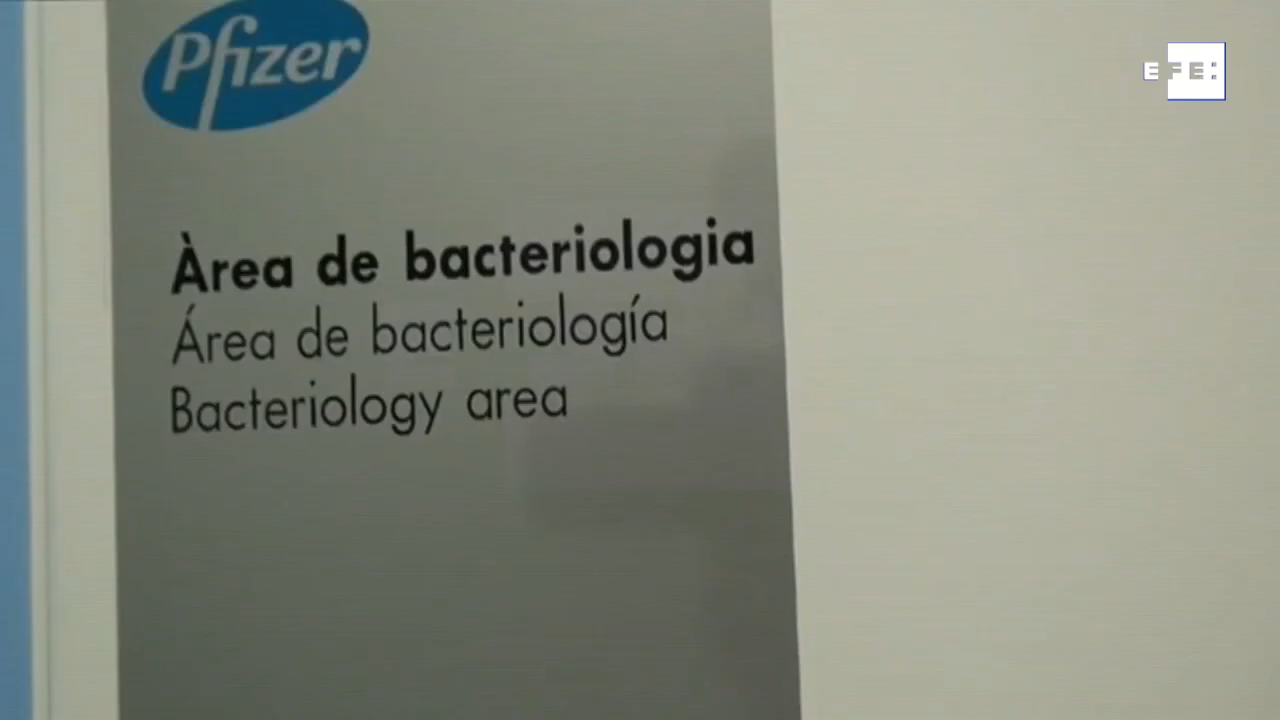 Pfizer
EFE:
Àrea de bacteriologia
Área de bacteriología
Bacteriology area